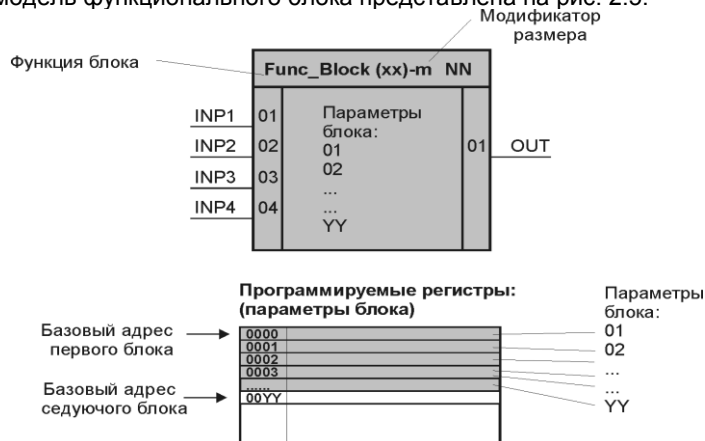 модель функционального блока представлена на рис. 2.3.
Модификатор
размера
Функция блока
Func_Block (xx)-m NN
INP1
INP2
INP3
INP4
01
02
03
04
Параметры
блока:
01
02
...
...
YY
01
OUT
Программируемые регистры:
(параметры блока)
Параметры
блока:
01
02
...
...
YY
Базовый адрес
первого блока
0000
0001
0002
0003
......
00YY
Базовый адрес
седуючого блока